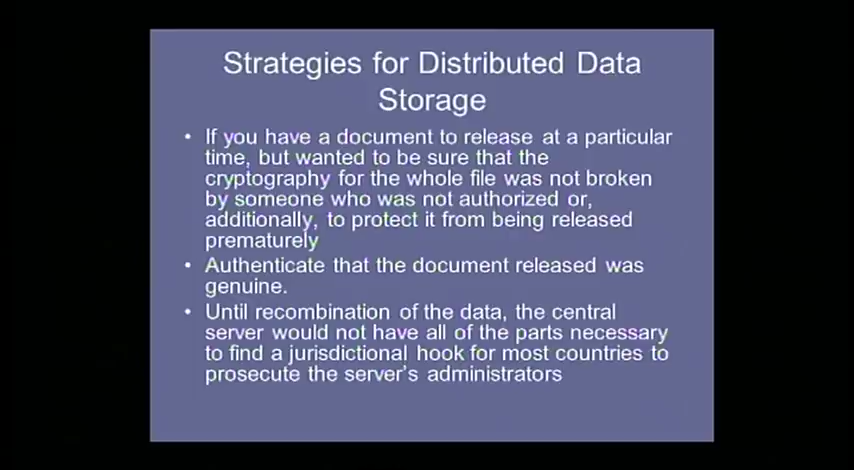 Strategies for Distributed Data
Storage
• If you have a document to release at a particular
time, but wanted to be sure that the
cryptography for the whole file was not broken
by someone who was not authorized or,
additionally, to protect it from being released
prematurely
• Authenticate that the document released was
genuine.
• Until recombination of the data, the central
server would not have all of the parts necessary
to find a jurisdictional hook for most countries to
prosecute the server's administrators